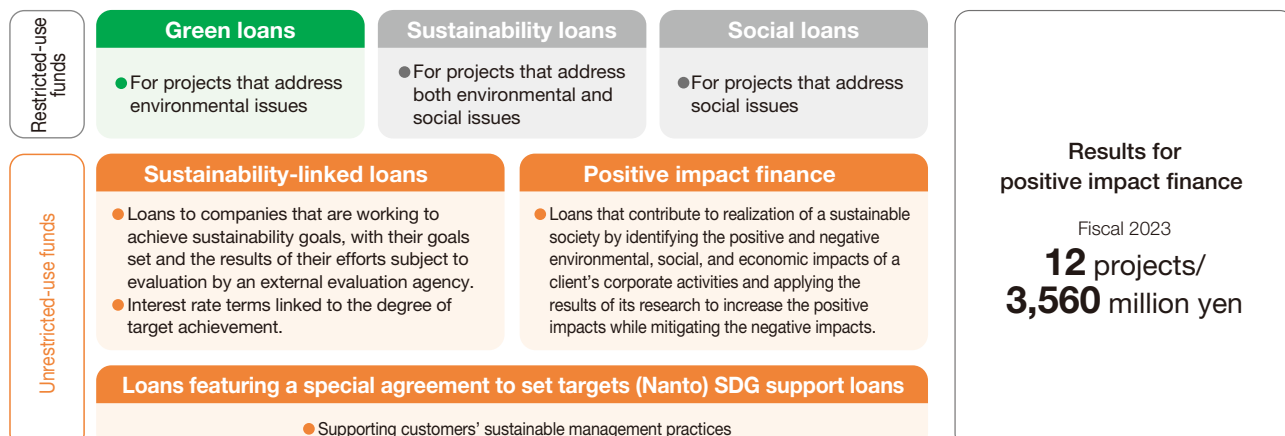 Restricted-use
funds
Green loans
● For projects that address
environmental issues
Sustainability loans
● For projects that address
both environmental and
social issues
Social loans
● For projects that address
social issues
Unrestricted-use funds
Sustainability-linked loans
● Loans to companies that are working to
achieve sustainability goals, with their goals
set and the results of their efforts subject to
evaluation by an external evaluation agency.
● Interest rate terms linked to the degree of
target achievement.
Positive impact finance
● Loans that contribute to realization of a sustainable
society by identifying the positive and negative
environmental, social, and economic impacts of a
client's corporate activities and applying the
results of its research to increase the positive
impacts while mitigating the negative impacts.
Loans featuring a special agreement to set targets (Nanto) SDG support loans
● Supporting customers' sustainable management practices
Results for
positive impact finance
Fiscal 2023
12 projects/
3,560 million yen